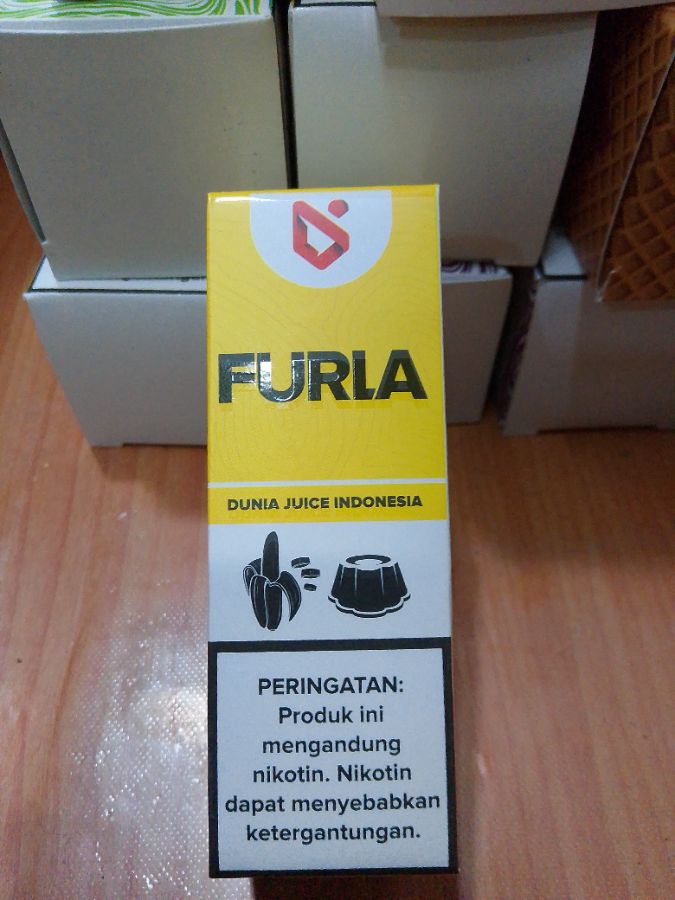 FURLA
DUNIA JUICE INDONESIA
PERINGATAN:
Produk ini
mengandung
nikotin. Nikotin
dapat menyebabkan
ketergantungan.